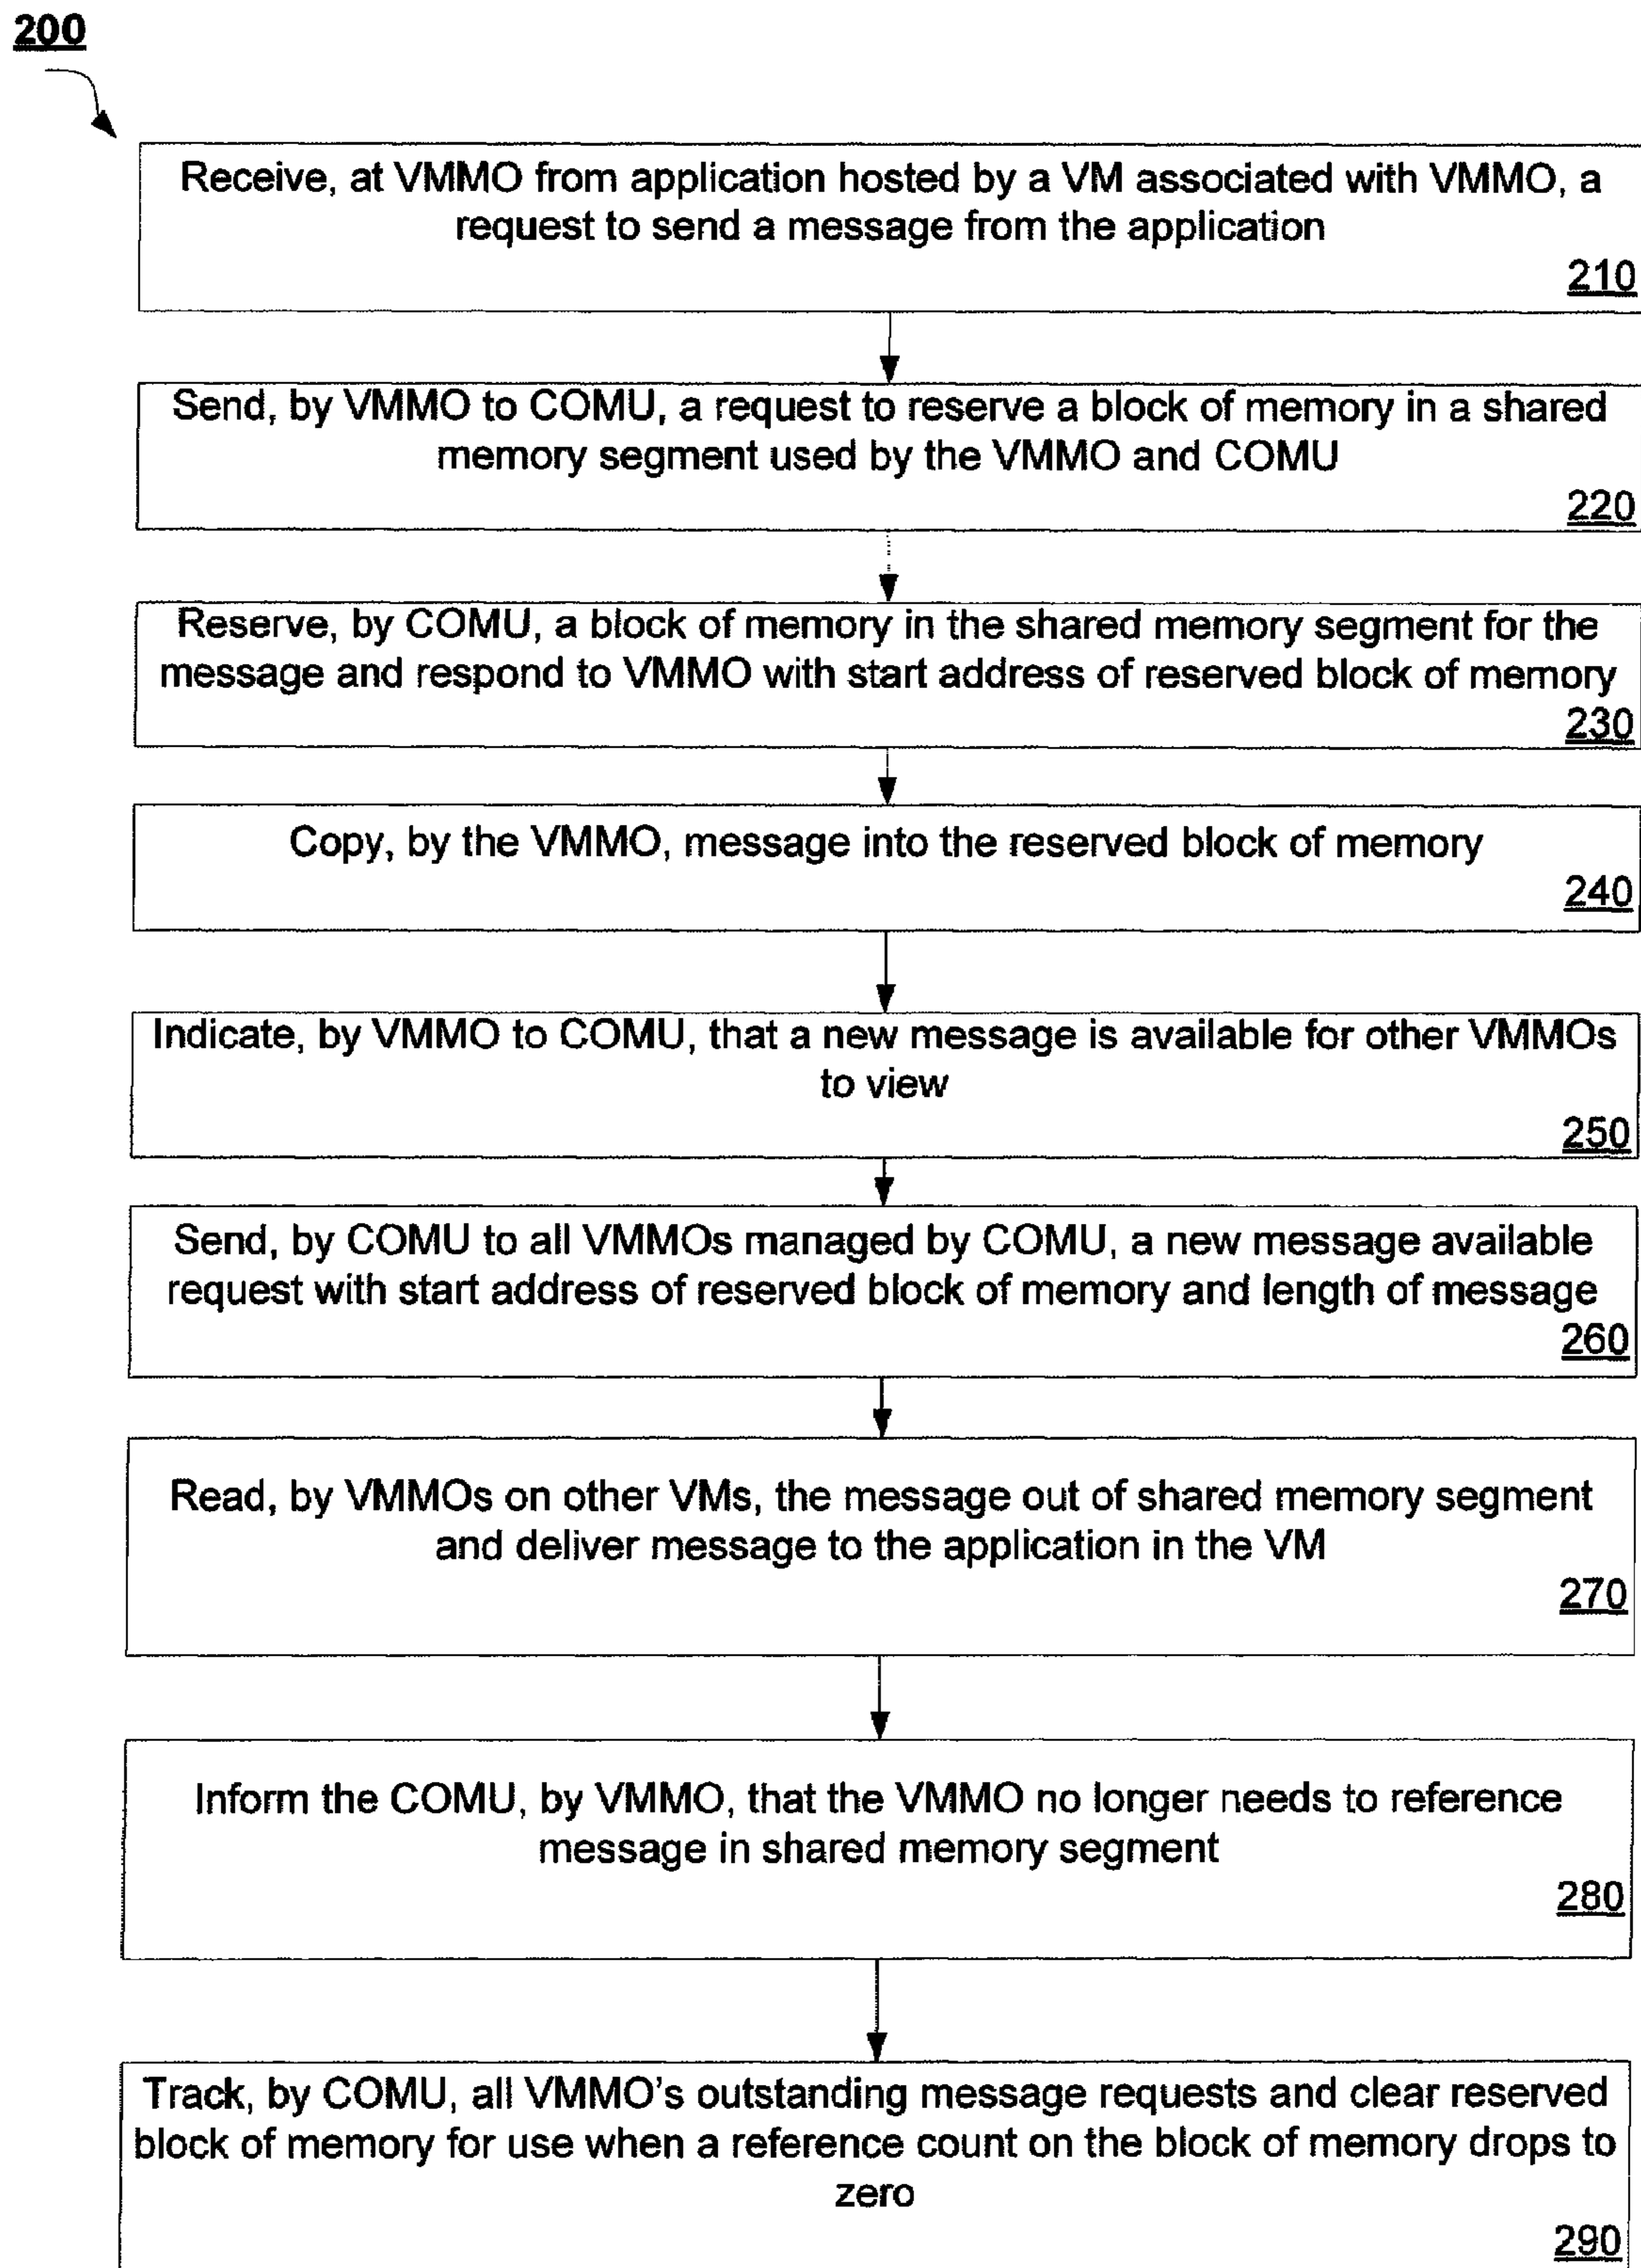 200
Receive, at VMMO from application hosted by a VM associated with VMMO, a
request to send a message from the application
210
Send, by VMMO to COMU, a request to reserve a block of memory in a shared
memory segment used by the VMMO and COMU
220
Reserve, by COMU, a block of memory in the shared memory segment for the
message and respond to VMMO with start address of reserved block of memory
230
Copy, by the VMMO, message into the reserved block of memory
240
Indicate, by VMMO to COMU, that a new message is available for other VMMOs
to view
250
Send, by COMU to all VMMOs managed by COMU, a new message available
request with start address of reserved block of memory and length of message
260
Read, by VMMOs on other VMs, the message out of shared memory segment
and deliver message to the application in the VM
270
Inform the COMU, by VMMO, that the VMMO no longer needs to reference
message in shared memory segment
280
Track, by COMU, all VMMO's outstanding message requests and clear reserved
block of memory for use when a reference count on the block of memory drops to
zero
290